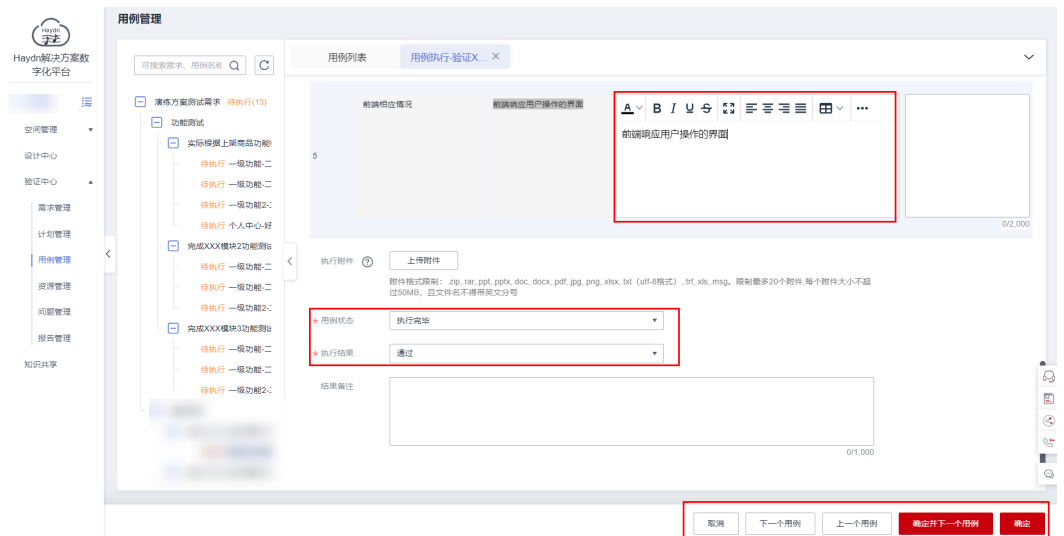 用例管理
Haydn
Haydn解决方案数
字化平台
空间管理
设计中心
验证中心
需求管理
计划管理
用例管理
资源管理
问题管理
报告管理
知识共享
可搜索需求、用例名称
演练方案测试需求 待执行(13)
功能测试
实际根据上架商品功能
待执行 一级功能-二
待执行 一级功能-二
待执行 一级功能2-二
待执行 个人中心-好
完成XXX模块2功能测试
待执行 一级功能-二
待执行 一级功能-二
待执行 一级功能2-二
完成XXX模块3功能测试
待执行 一级功能-二
待执行 一级功能-二
待执行 一级功能2-二
用例列表
用例执行-验证X... ×
5
前端相应情况
前端响应用户操作的界面
A B I U S
前端响应用户操作的界面
0/2,000
执行附件 ? 上传附件
附件格式限制: .zip,.rar,.ppt,.pptx,.doc,.docx,.pdf,.jpg,.png,.xlsx,.txt（utf-8格式）,.trf,.xls,.msg。限制最多20个附件,每个附件大小不超
过50MB，且文件名不得带英文分号
* 用例状态 执行完毕
* 执行结果 通过
结果备注
0/1,000
取消 下一个用例 上一个用例 确定并下一个用例 确定